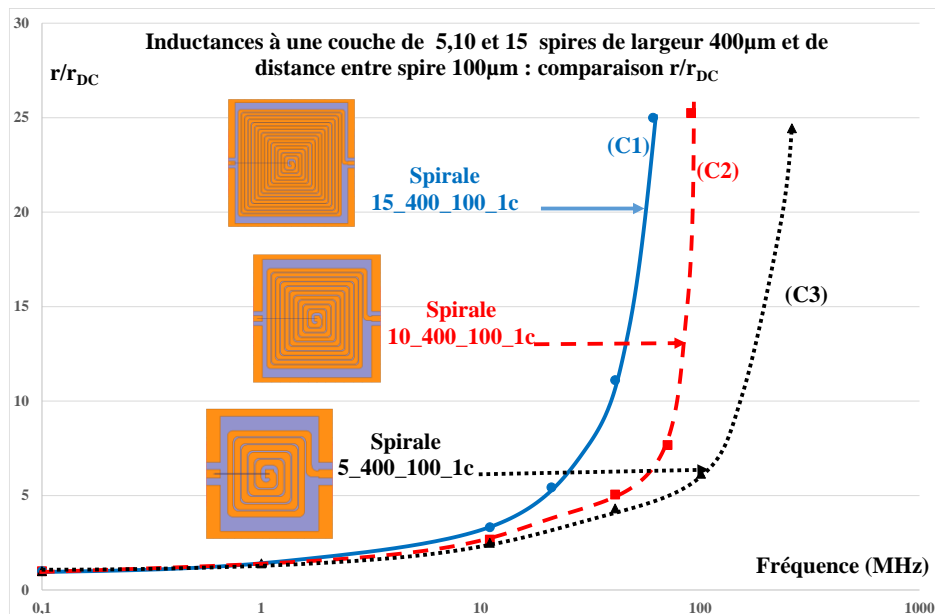 Inductances à une couche de 5,10 et 15 spires de largeur 400µm et de
distance entre spire 100µm : comparaison r/rDC
r/rDC
30
25
20
15
10
5
0
(C1)
(C2)
(C3)
Spirale
15_400_100_1c
Spirale
10_400_100_1c
Spirale
5_400_100_1c
Fréquence (MHz)
0,1
1
10
100
1000